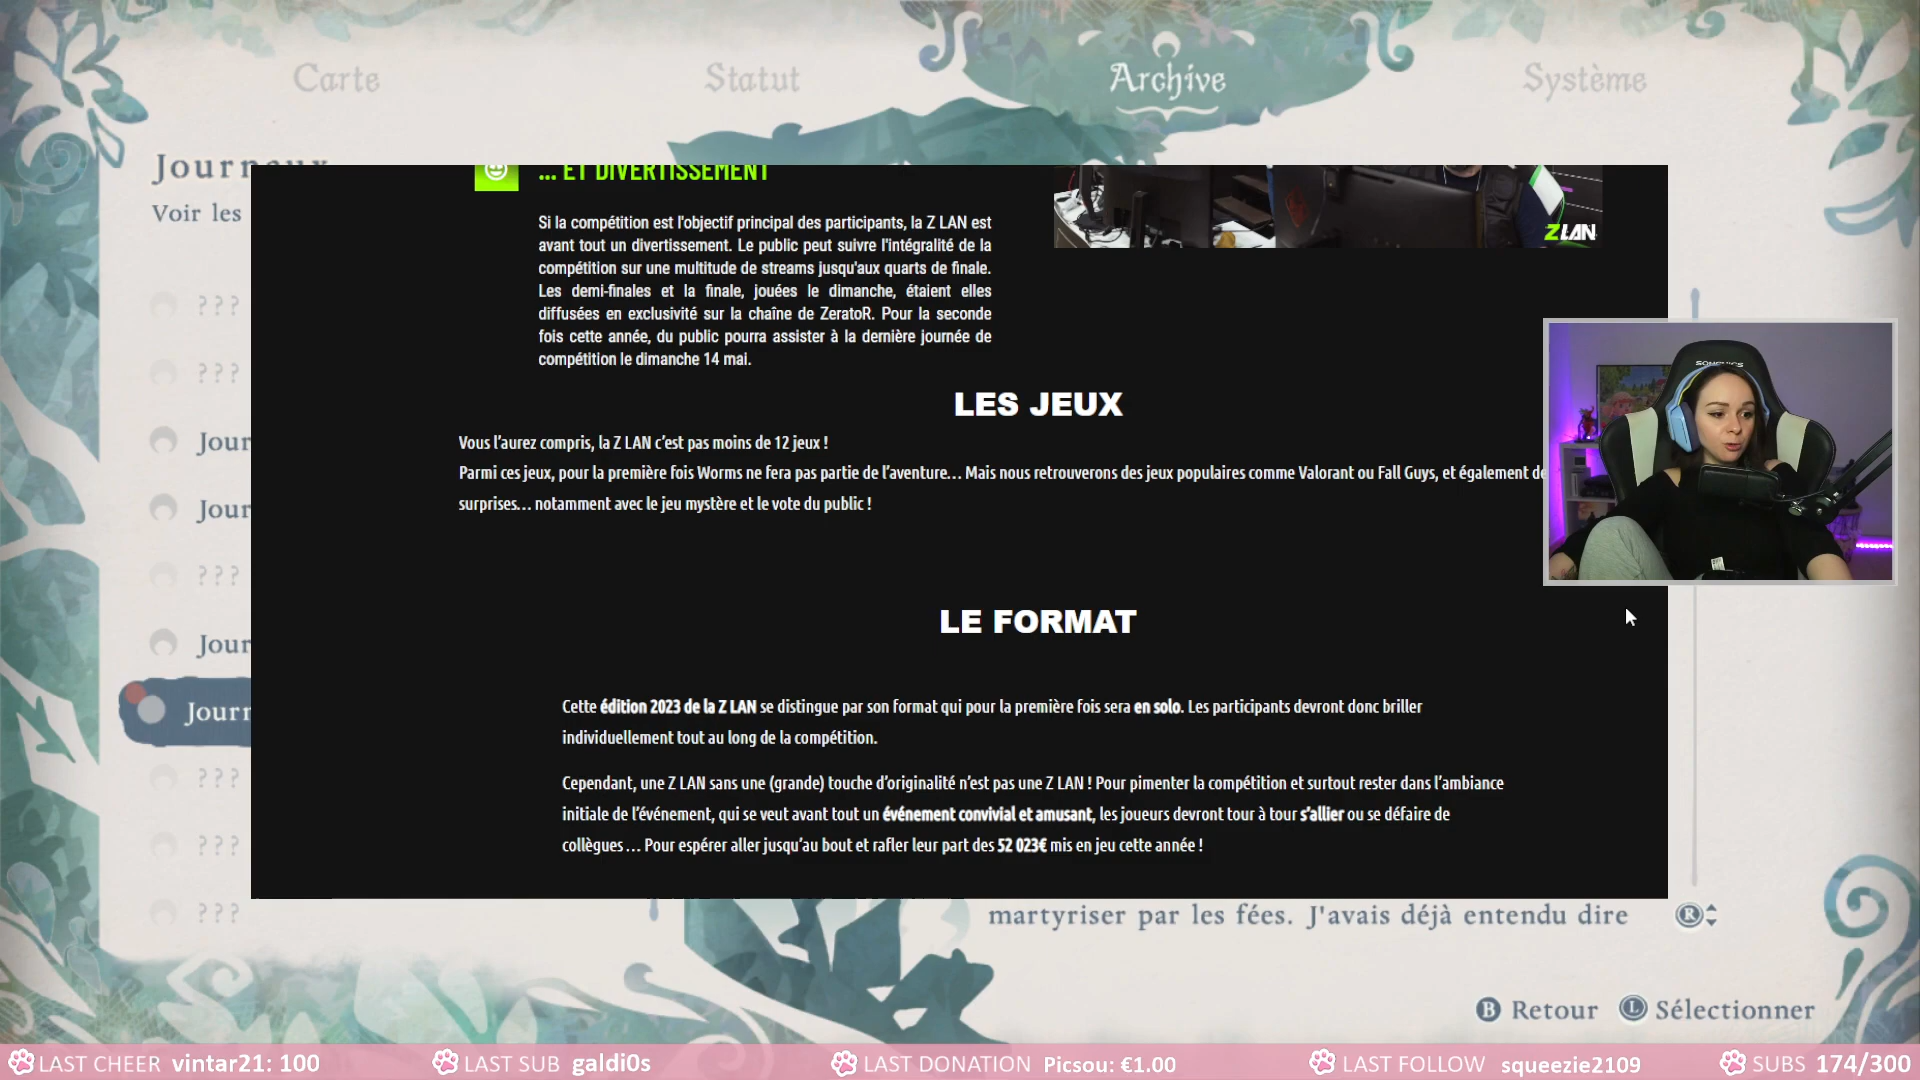 Carte
Statut
Archive
Système
Journaux
Voir les
... ET DIVERTISSEMENT
Si la compétition est l'objectif principal des participants, la Z LAN est
avant tout un divertissement. Le public peut suivre l'intégralité de la
compétition sur une multitude de streams jusqu'aux quarts de finale.
Les demi-finales et la finale, jouées le dimanche, étaient elles
diffusées en exclusivité sur la chaîne de ZeratoR. Pour la seconde
fois cette année, du public pourra assister à la dernière journée de
compétition le dimanche 14 mai.
Z LAN
LES JEUX
Vous l'aurez compris, la Z LAN c'est pas moins de 12 jeux !
Parmi ces jeux, pour la première fois Worms ne fera pas partie de l'aventure… Mais nous retrouverons des jeux populaires comme Valorant ou Fall Guys, et également de
surprises… notamment avec le jeu mystère et le vote du public !
LE FORMAT
Cette édition 2023 de la Z LAN se distingue par son format qui pour la première fois sera en solo. Les participants devront donc briller
individuellement tout au long de la compétition.
Cependant, une Z LAN sans une (grande) touche d'originalité n'est pas une Z LAN ! Pour pimenter la compétition et surtout rester dans l'ambiance
initiale de l'événement, qui se veut avant tout un événement convivial et amusant, les joueurs devront tour à tour s'allier ou se défaire de
collègues… Pour espérer aller jusqu'au bout et rafler leur part des 52 023€ mis en jeu cette année !
???
???
Jour
Jour
???
Jour
Journ
???
???
???
martyriser par les fées. J'avais déjà entendu dire
R
B Retour
L Sélectionner
LAST CHEER vintar21: 100
LAST SUB galdi0s
LAST DONATION Picsou: €1.00
LAST FOLLOW squeezie2109
SUBS 174/300